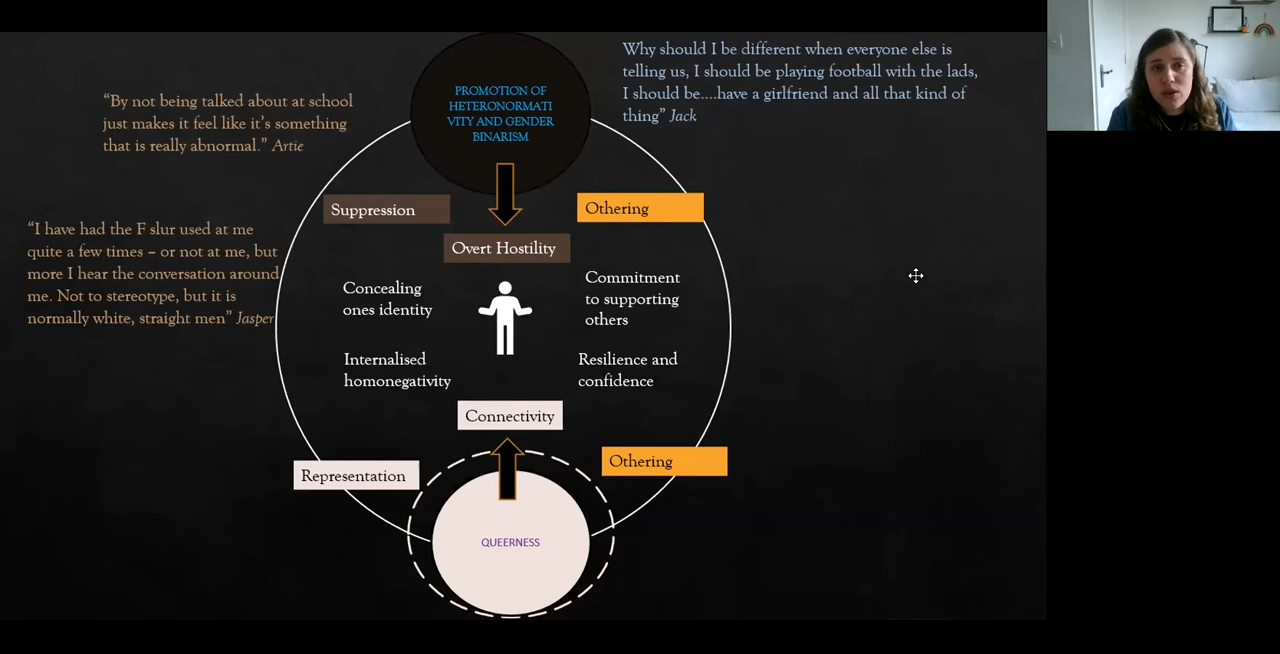 PROMOTION OF
HETERONORMATI
VITY AND GENDER
BINARISM
Why should I be different when everyone else is
telling us, I should be playing football with the lads,
I should be....have a girlfriend and all that kind of
thing” Jack
“By not being talked about at school
just makes it feel like it's something
that is really abnormal.” Artie
Suppression
Othering
“I have had the F slur used at me
quite a few times – or not at me, but
more I hear the conversation around
me. Not to stereotype, but it is
normally white, straight men” Jasper
Overt Hostility
Concealing
ones identity
Commitment
to supporting
others
Internalised
homonegativity
Resilience and
confidence
Connectivity
Representation
Othering
QUEERNESS